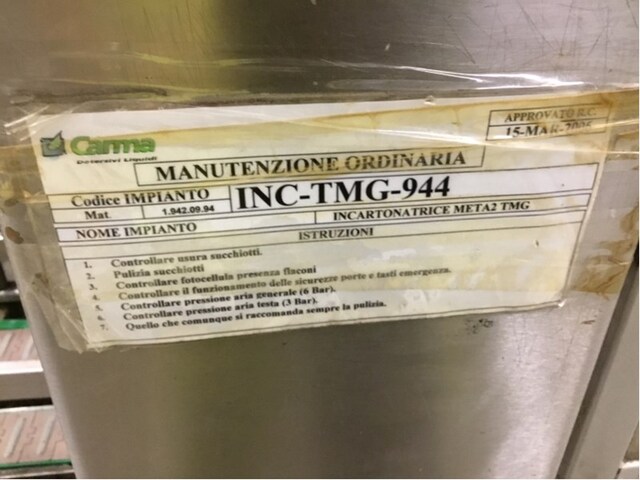 Carma
Detersivi Liquidi
APPROVATO R.C.
15-MAR-2006
MANUTENZIONE ORDINARIA
Codice IMPIANTO INC-TMG-944
Mat. 1.942.09.94
NOME IMPIANTO INCARTONATRICE META2 TMG
ISTRUZIONI
1. Controllare usura succhiotti.
2. Pulizia succhiotti
3. Controllare fotocellula presenza flaconi
4. Controllare il funzionamento delle sicurezze porte e tasti emergenza.
5. Controllare pressione aria generale (6 Bar).
6. Controllare pressione aria testa (3 Bar).
7. Quello che comunque si raccomanda sempre la pulizia.